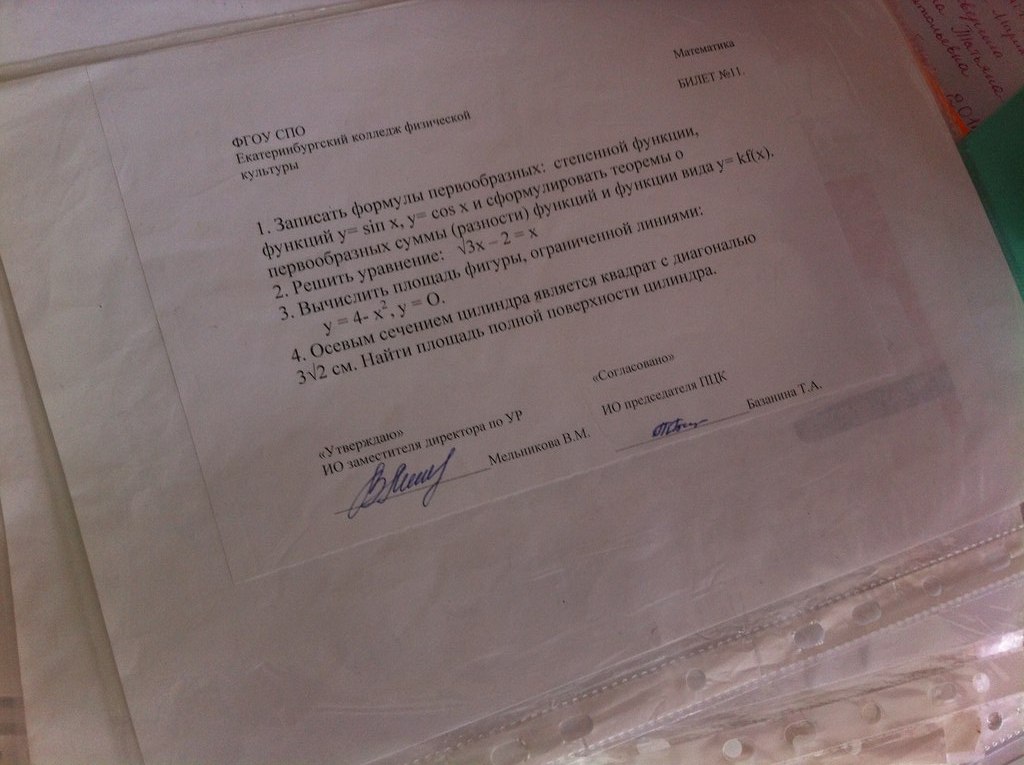 Математика
БИЛЕТ №11.
ФГОУ СПО
Екатеринбургский колледж физической
культуры
1. Записать формулы первообразных: степенной функции,
функций y= sin x, y= cos x и сформулировать теоремы о
первообразных суммы (разности) функций и функции вида y= kf(x).
2. Решить уравнение: √3x – 2 = x
3. Вычислить площадь фигуры, ограниченной линиями:
y = 4- x², y = O.
4. Осевым сечением цилиндра является квадрат с диагональю
3√2 см. Найти площадь полной поверхности цилиндра.
«Утверждаю»
ИО заместителя директора по УР
Мельникова В.М.
«Согласовано»
ИО председателя ПЦК
Базанина Т.А.